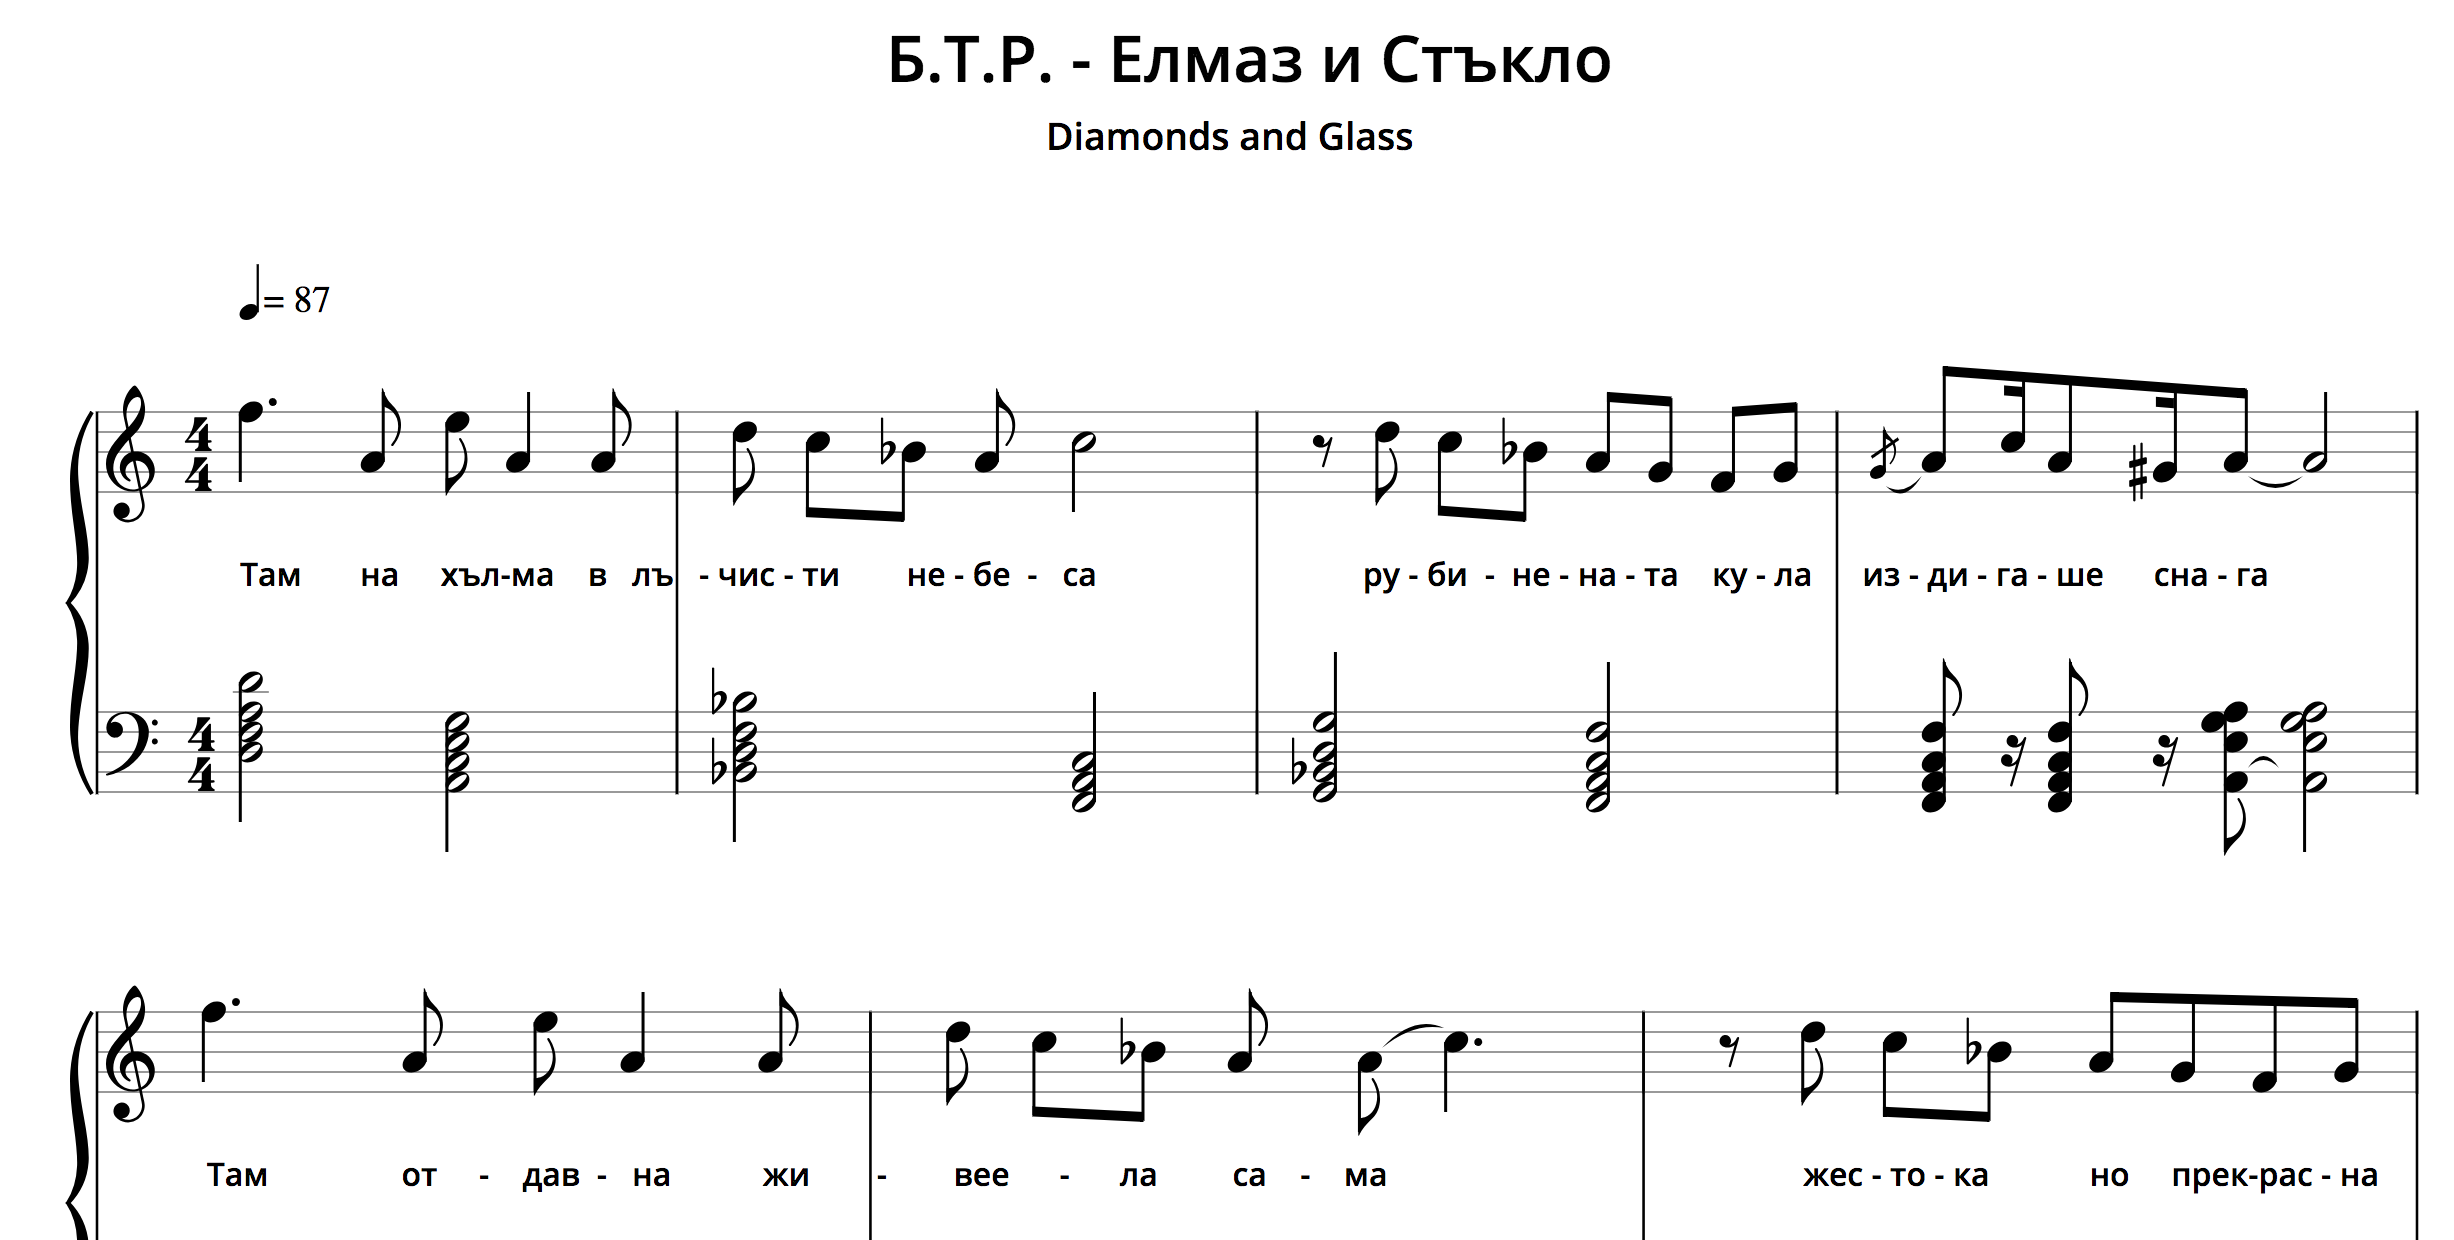 Б.Т.Р. - Елмаз и Стъкло
Diamonds and Glass
= 87
4
4
Там на хъл-ма в лъ - чис - ти не - бе - са ру - би - не - на - та ку - ла из - ди - га - ше сна - га
4
4
Там от - дав - на жи - вее - ла са - ма жес - то - ка но прек-рас - на